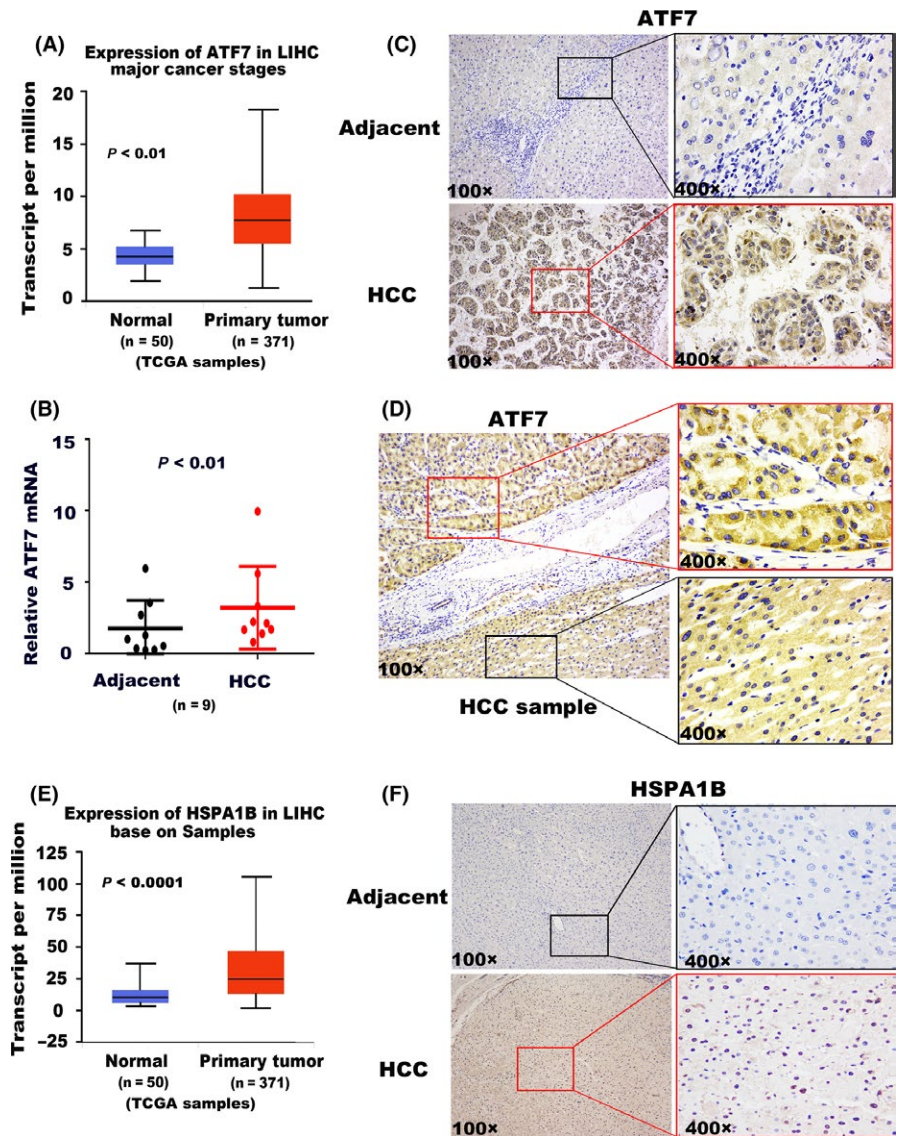 (A)
Expression of ATF7 in LIHC
major cancer stages
Transcript per million
20
15
10
5
0
P < 0.01
Normal
Primary tumor
(n = 50)
(n = 371)
(TCGA samples)
(B)
Relative ATF7 mRNA
15
10
5
0
P < 0.01
Adjacent
HCC
(n = 9)
(C)
ATF7
Adjacent
100×
400×
HCC
100×
400×
(D)
ATF7
100×
400×
400×
HCC sample
(E)
Expression of HSPA1B in LIHC
base on Samples
Transcript per million
125
100
75
50
25
0
−25
P < 0.0001
Normal
Primary tumor
(n = 50)
(n = 371)
(TCGA samples)
(F)
HSPA1B
Adjacent
100×
400×
HCC
100×
400×